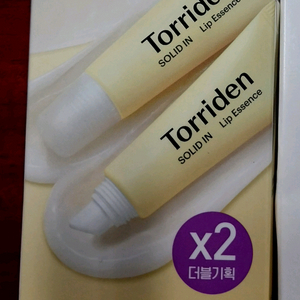 Torriden
SOLID IN Lip Essence
Torriden
SOLID IN Lip Essence
x2
더블기획